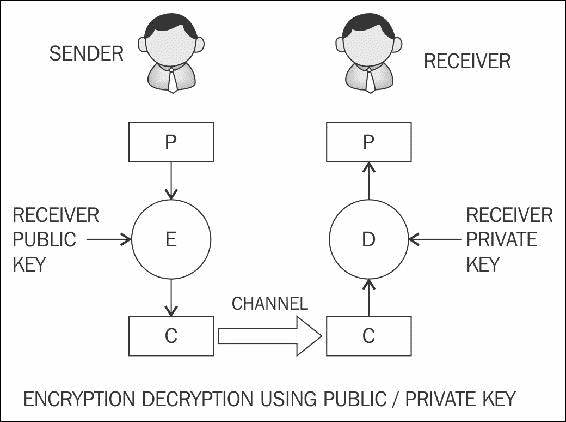 SENDER
RECEIVER
P
P
RECEIVER
PUBLIC
KEY
E
D
RECEIVER
PRIVATE
KEY
CHANNEL
C
C
ENCRYPTION DECRYPTION USING PUBLIC / PRIVATE KEY